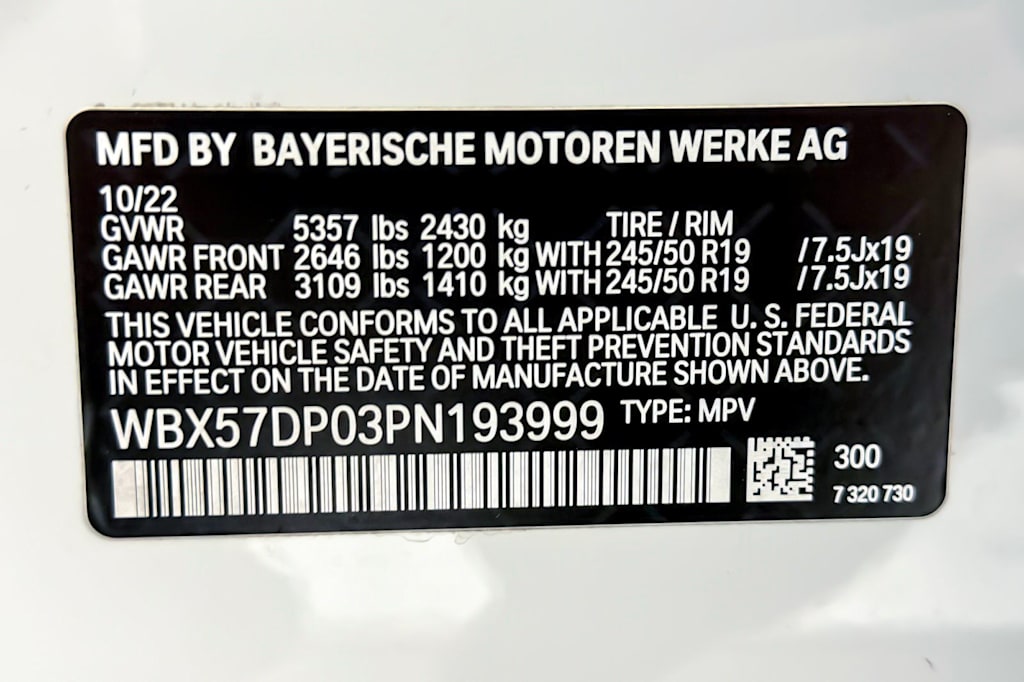 MFD BY BAYERISCHE MOTOREN WERKE AG
10/22
GVWR 5357 lbs 2430 kg TIRE / RIM
GAWR FRONT 2646 lbs 1200 kg WITH 245/50 R19 /7.5Jx19
GAWR REAR 3109 lbs 1410 kg WITH 245/50 R19 /7.5Jx19
THIS VEHICLE CONFORMS TO ALL APPLICABLE U. S. FEDERAL
MOTOR VEHICLE SAFETY AND THEFT PREVENTION STANDARDS
IN EFFECT ON THE DATE OF MANUFACTURE SHOWN ABOVE.
WBX57DP03PN193999 TYPE: MPV
300
7 320 730